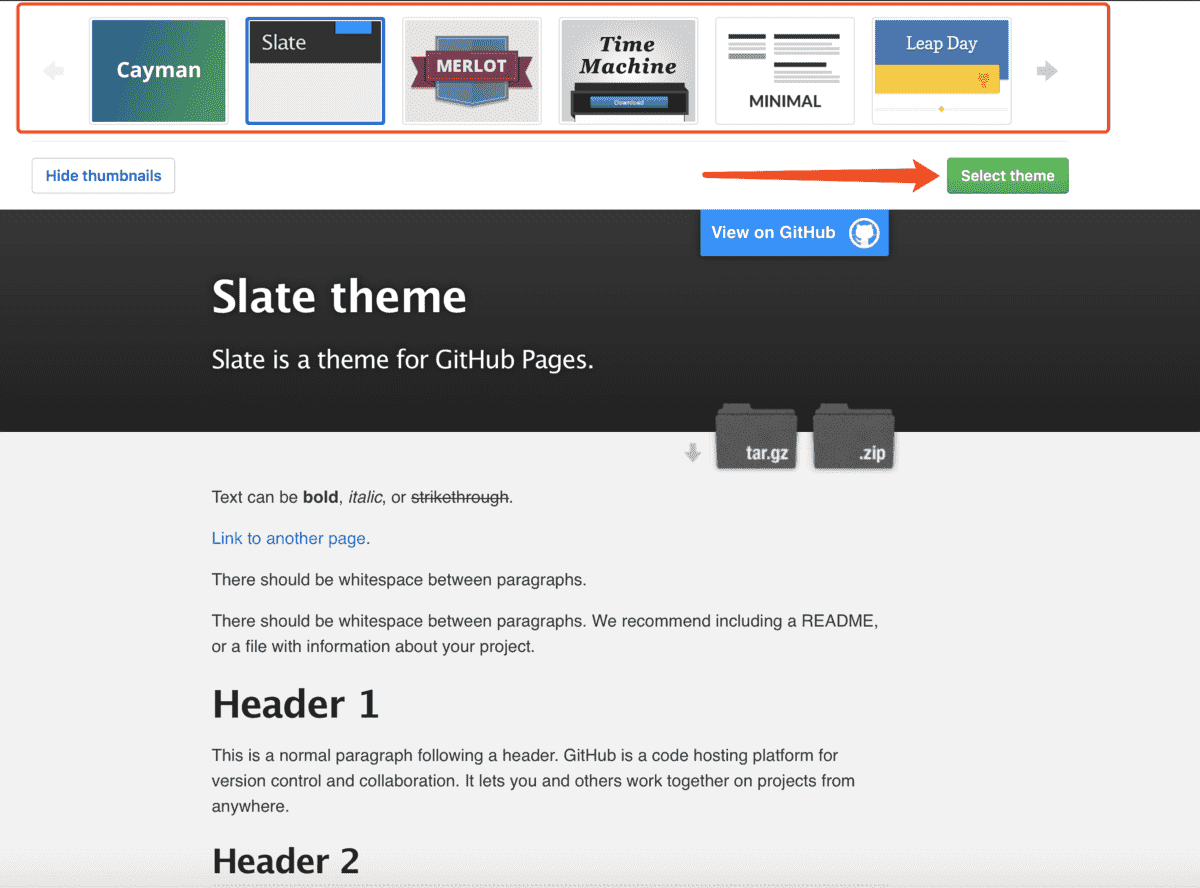 Cayman
Slate
MERLOT
Time
Machine
Download
MINIMAL
Leap Day
Hide thumbnails
Select theme
View on GitHub
Slate theme
Slate is a theme for GitHub Pages.
tar.gz
.zip
Text can be bold, italic, or strikethrough.
Link to another page.
There should be whitespace between paragraphs.
There should be whitespace between paragraphs. We recommend including a README,
or a file with information about your project.
Header 1
This is a normal paragraph following a header. GitHub is a code hosting platform for
version control and collaboration. It lets you and others work together on projects from
anywhere.
Header 2